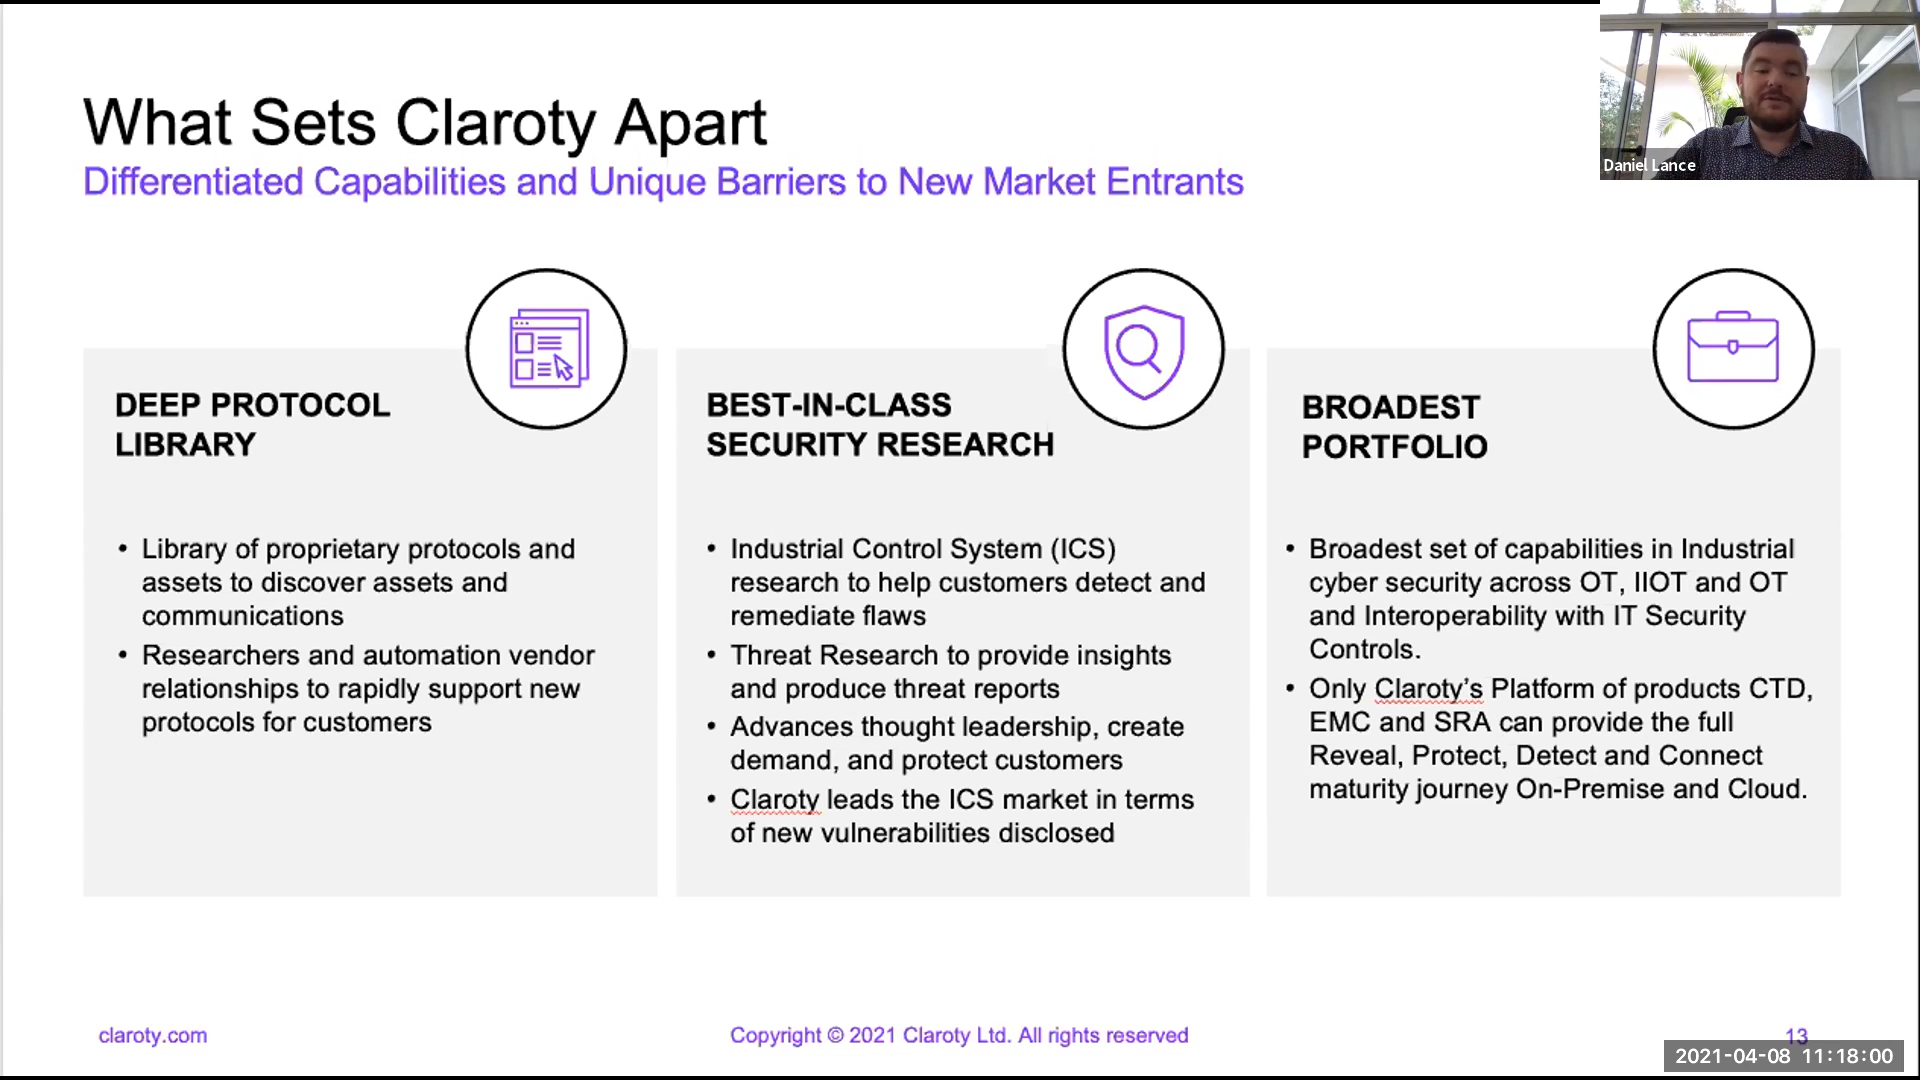 What Sets Claroty Apart
Differentiated Capabilities and Unique Barriers to New Market Entrants
Daniel Lance
DEEP PROTOCOL
LIBRARY
• Library of proprietary protocols and
assets to discover assets and
communications
• Researchers and automation vendor
relationships to rapidly support new
protocols for customers
BEST-IN-CLASS
SECURITY RESEARCH
• Industrial Control System (ICS)
research to help customers detect and
remediate flaws
• Threat Research to provide insights
and produce threat reports
• Advances thought leadership, create
demand, and protect customers
• Claroty leads the ICS market in terms
of new vulnerabilities disclosed
BROADEST
PORTFOLIO
• Broadest set of capabilities in Industrial
cyber security across OT, IIOT and OT
and Interoperability with IT Security
Controls.
• Only Claroty's Platform of products CTD,
EMC and SRA can provide the full
Reveal, Protect, Detect and Connect
maturity journey On-Premise and Cloud.
claroty.com
Copyright © 2021 Claroty Ltd. All rights reserved
13
2021-04-08 11:18:00